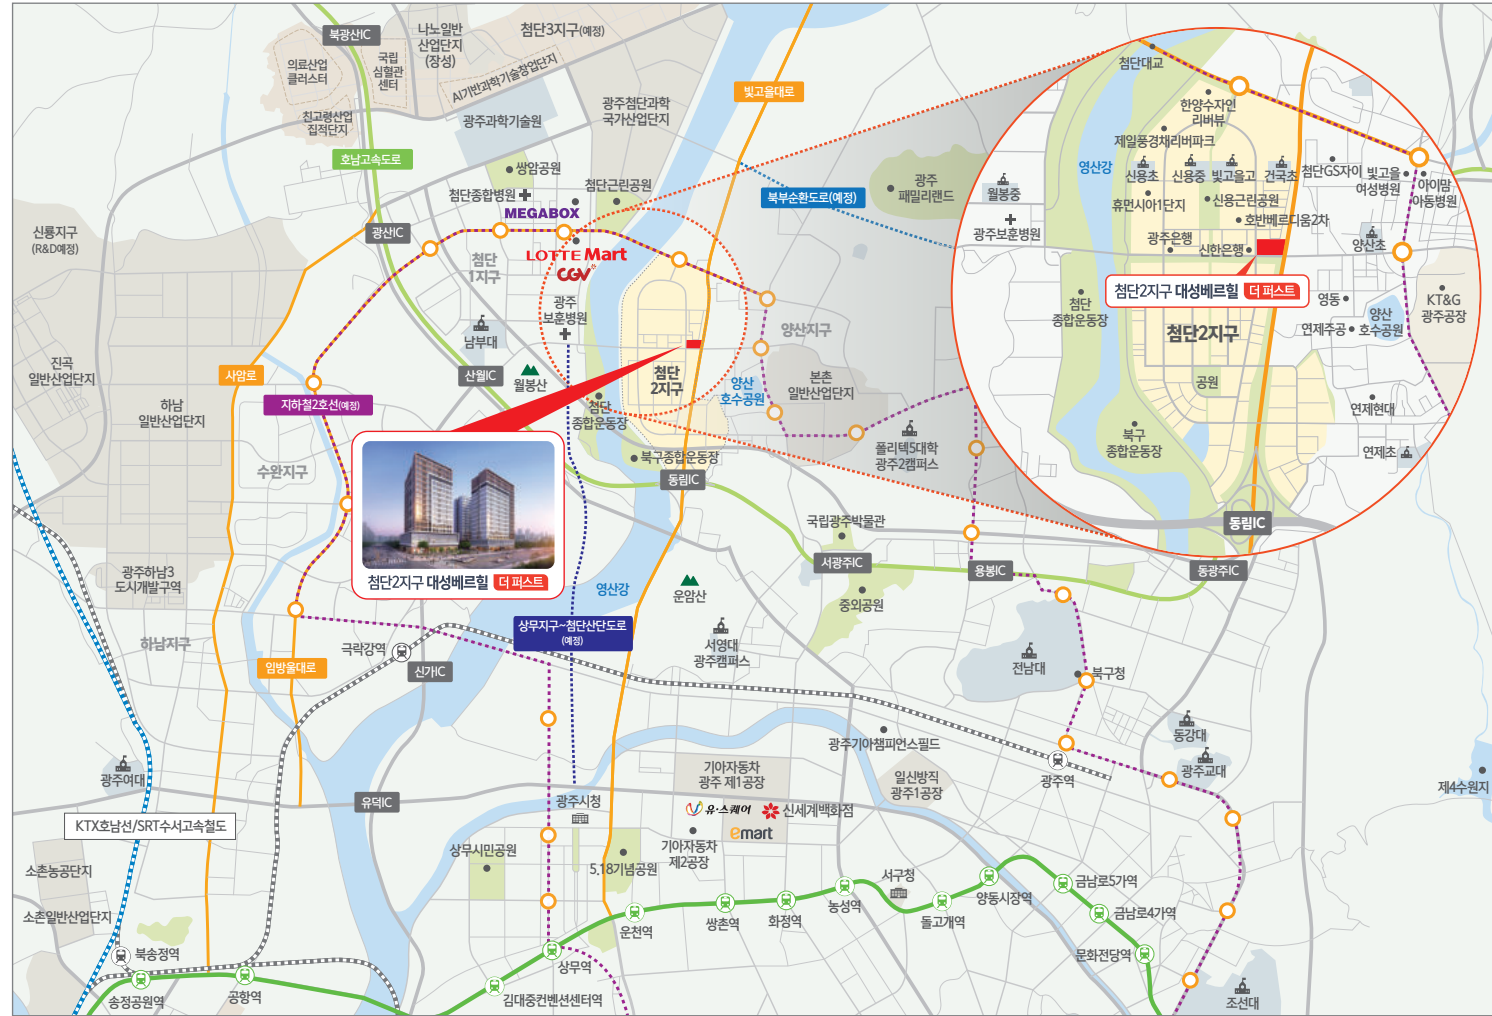 북광산IC
나노일반
산업단지
(장성)
첨단3지구(예정)
의료산업
클러스터
국립
심혈관
센터
AI기반과학기술창업단지
친고령산업
집적단지
광주과학기술원
광주첨단과학
국가산업단지
빛고을대로
호남고속도로
쌍암공원
첨단종합병원
첨단근린공원
MEGABOX
북부순환도로(예정)
광주
패밀리랜드
신룡지구
(R&D예정)
광산IC
첨단
1지구
LOTTE Mart
CGV
광주
보훈병원
남부대
양산지구
진곡
일반산업단지
사암로
하남
일반산업단지
지하철2호선(예정)
산월IC
월봉산
첨단
2지구
양산
호수공원
본촌
일반산업단지
첨단
종합운동장
폴리텍5대학
광주2캠퍼스
북구종합운동장
동림IC
수완지구
첨단2지구 대성베르힐 더 퍼스트
첨단대교
한양수자인
리버뷰
제일풍경채리버파크
영산강
신용초
신용중
빛고을고
건국초
첨단GS자이
빛고을
여성병원
아이맘
아동병원
월봉중
휴먼시아1단지
신용근린공원
호반베르디움2차
광주보훈병원
광주은행
신한은행
양산초
첨단2지구 대성베르힐 더 퍼스트
첨단
종합운동장
영동
양산
호수공원
KT&G
광주공장
연제주공
첨단2지구
공원
연제현대
북구
종합운동장
연제초
동림IC
국립광주박물관
서광주IC
용봉IC
동광주IC
중외공원
광주하남3
도시개발구역
영산강
운암산
상무지구~첨단산단도로
(예정)
서영대
광주캠퍼스
하남지구
극락강역
신가IC
임방울대로
전남대
북구청
동강대
광주교대
광주기아챔피언스필드
광주역
광주여대
유덕IC
광주시청
기아자동차
광주 제1공장
일신방직
광주1공장
제4수원지
유·스퀘어
신세계백화점
emart
KTX호남선/SRT수서고속철도
상무시민공원
5.18기념공원
기아자동차
제2공장
서구청
소촌농공단지
소촌일반산업단지
농성역
양동시장역
금남로5가역
금남로4가역
돌고개역
화정역
쌍촌역
운천역
문화전당역
북송정역
상무역
송정공원역
공항역
김대중컨벤션센터역
조선대